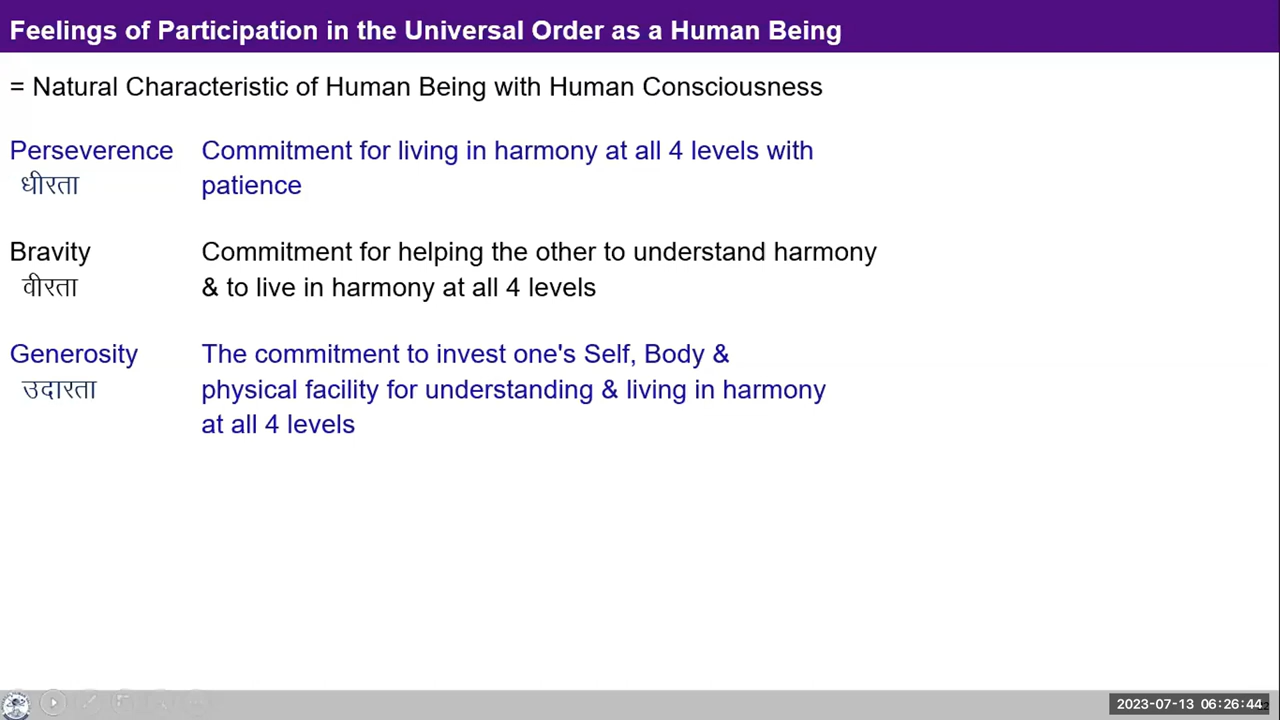 Feelings of Participation in the Universal Order as a Human Being
= Natural Characteristic of Human Being with Human Consciousness
Perseverence Commitment for living in harmony at all 4 levels with
धीरता patience
Bravity Commitment for helping the other to understand harmony
वीरता & to live in harmony at all 4 levels
Generosity The commitment to invest one's Self, Body &
उदारता physical facility for understanding & living in harmony
at all 4 levels
2023-07-13 06:26:44